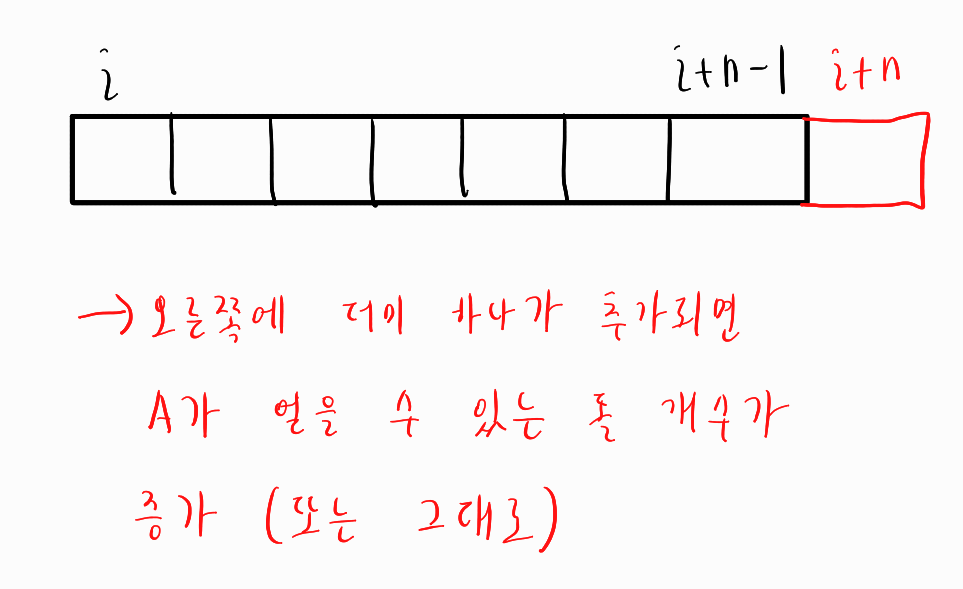 i i+n-1 i+n
→ 오른쪽에 더미 하나가 추가되면
A가 얻을 수 있는 돌 개수가
증가 (또는 그대로)